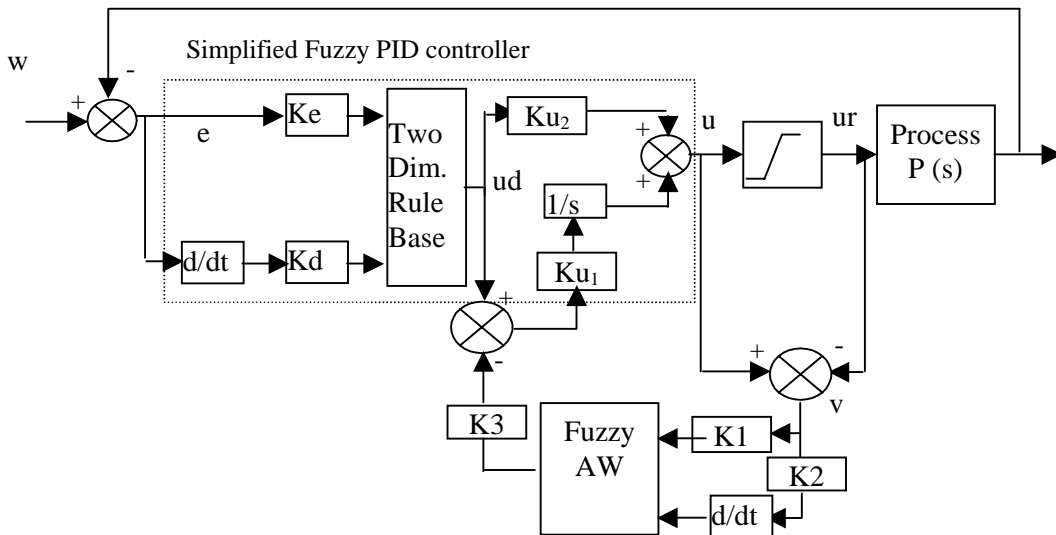 Simplified Fuzzy PID controller
w
-
+
e
Ke
Two
Dim.
Rule
Base
d/dt
Kd
ud
Ku₂
1/s
Ku₁
+
+
u
ur
Process
P (s)
+
-
+
-
v
K3
Fuzzy
AW
K1
K2
d/dt